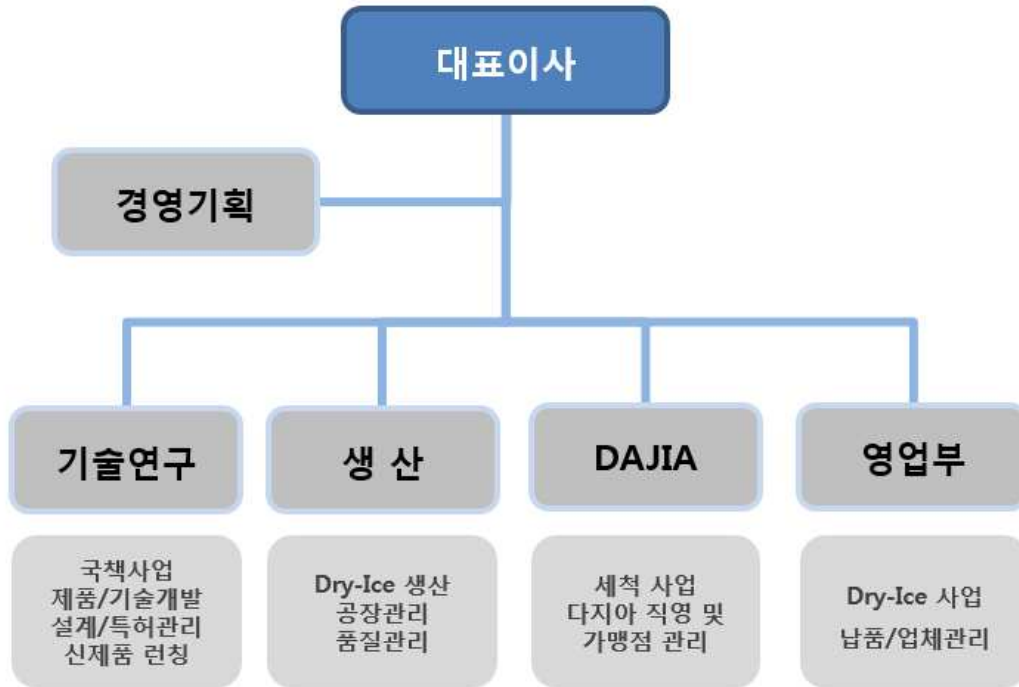 대표이사
경영기획
기술연구
생 산
DAJIA
영업부
국책사업
제품/기술개발
설계/특허관리
신제품 런칭
Dry-Ice 생산
공장관리
품질관리
세척 사업
다지아 직영 및
가맹점 관리
Dry-Ice 사업
납품/업체관리